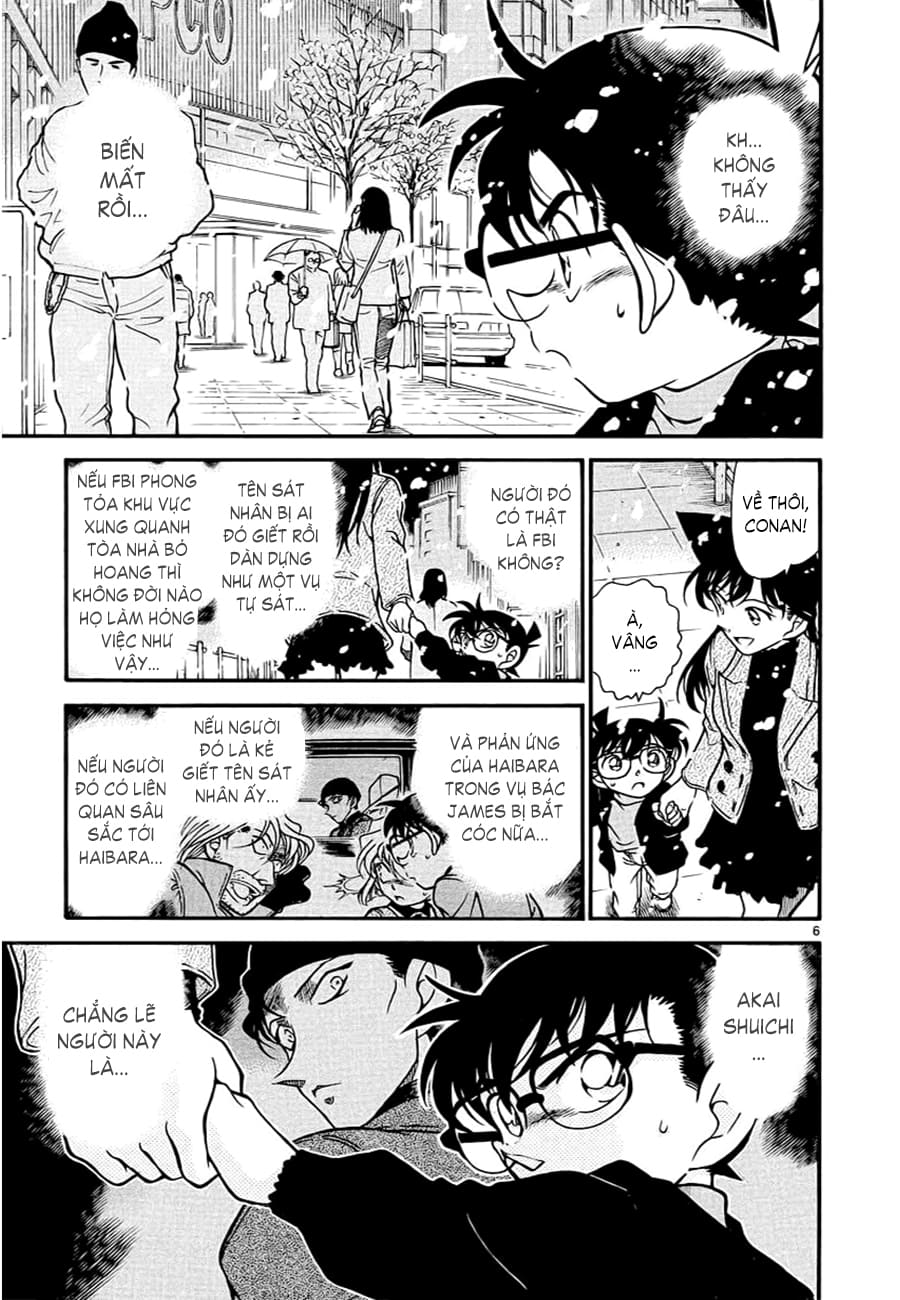 KH...
KHÔNG
THẤY
ĐÂU...
BIẾN
MẤT
RỒI...
VỀ THÔI,
CONAN!
À,
VÂNG
...
NGƯỜI ĐÓ
CÓ THẬT
LÀ FBI
KHÔNG?
TÊN SÁT
NHÂN BỊ AI
ĐÓ GIẾT RỒI
DÀN DỰNG
NHƯ MỘT VỤ
TỰ SÁT...
NẾU FBI PHONG
TỎA KHU VỰC
XUNG QUANH
TÒA NHÀ BỎ
HOANG THÌ
KHÔNG ĐỜI NÀO
HỌ LÀM HỎNG
VIỆC NHƯ
VẬY...
VÀ PHẢN ỨNG
CỦA HAIBARA
TRONG VỤ BÁC
JAMES BỊ BẮT
CÓC NỮA...
NẾU NGƯỜI
ĐÓ LÀ KẺ
GIẾT TÊN SÁT
NHÂN ẤY...
NẾU NGƯỜI
ĐÓ CÓ LIÊN
QUAN SÂU
SẮC TỚI
HAIBARA...
6
AKAI
SHUICHI
...
CHẲNG LẼ
NGƯỜI NÀY
LÀ...